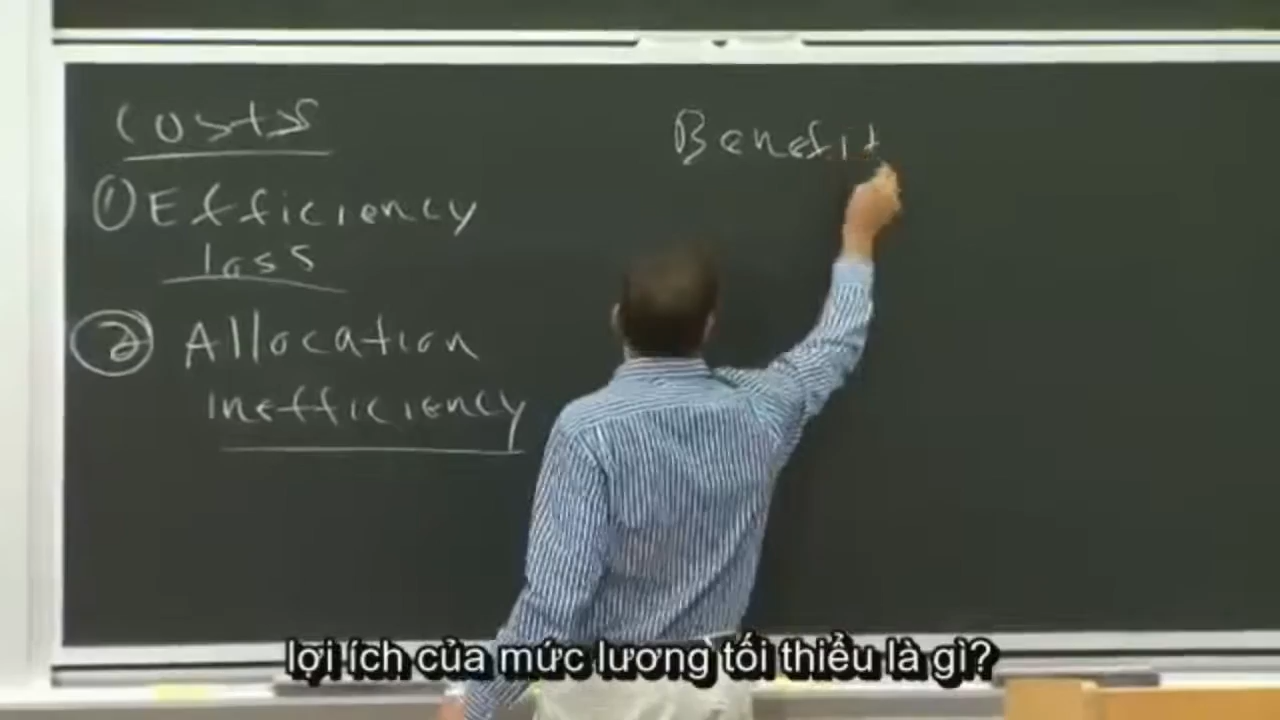 Costs
① Efficiency
loss
② Allocation
inefficiency
Benefit
lợi ích của mức lương tối thiểu là gì?